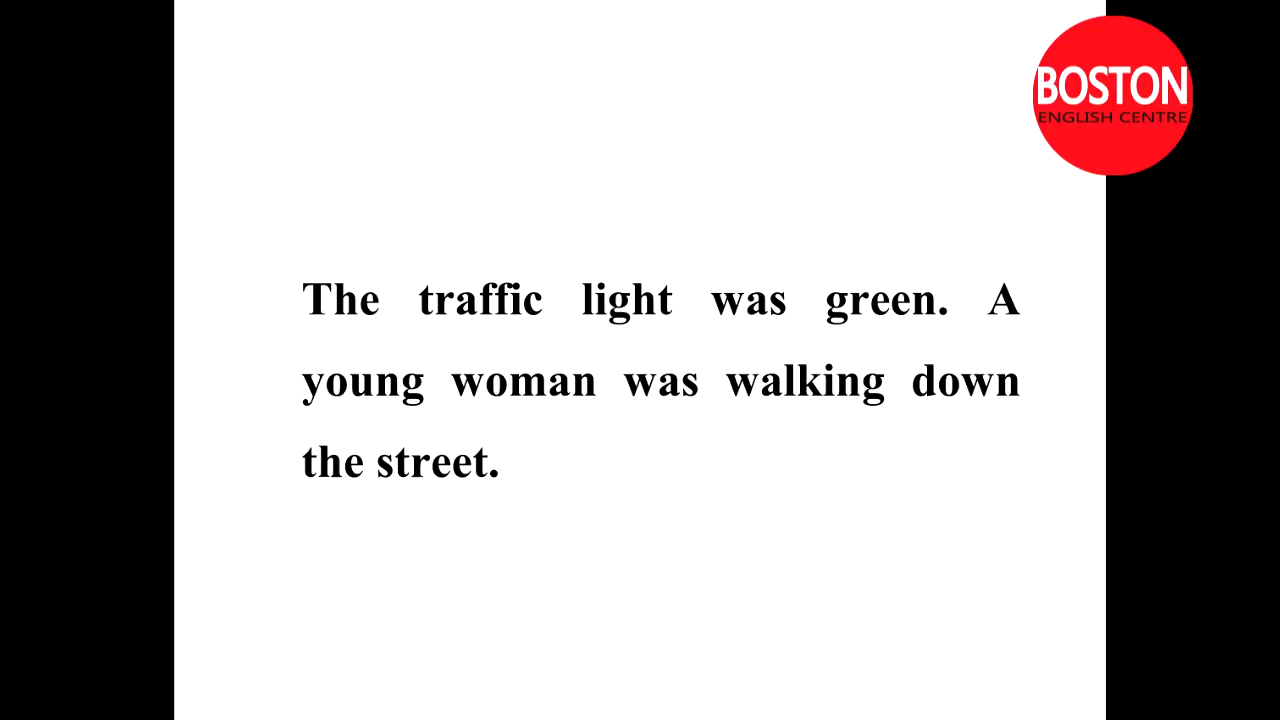 BOSTON
ENGLISH CENTRE
The traffic light was green. A
young woman was walking down
the street.